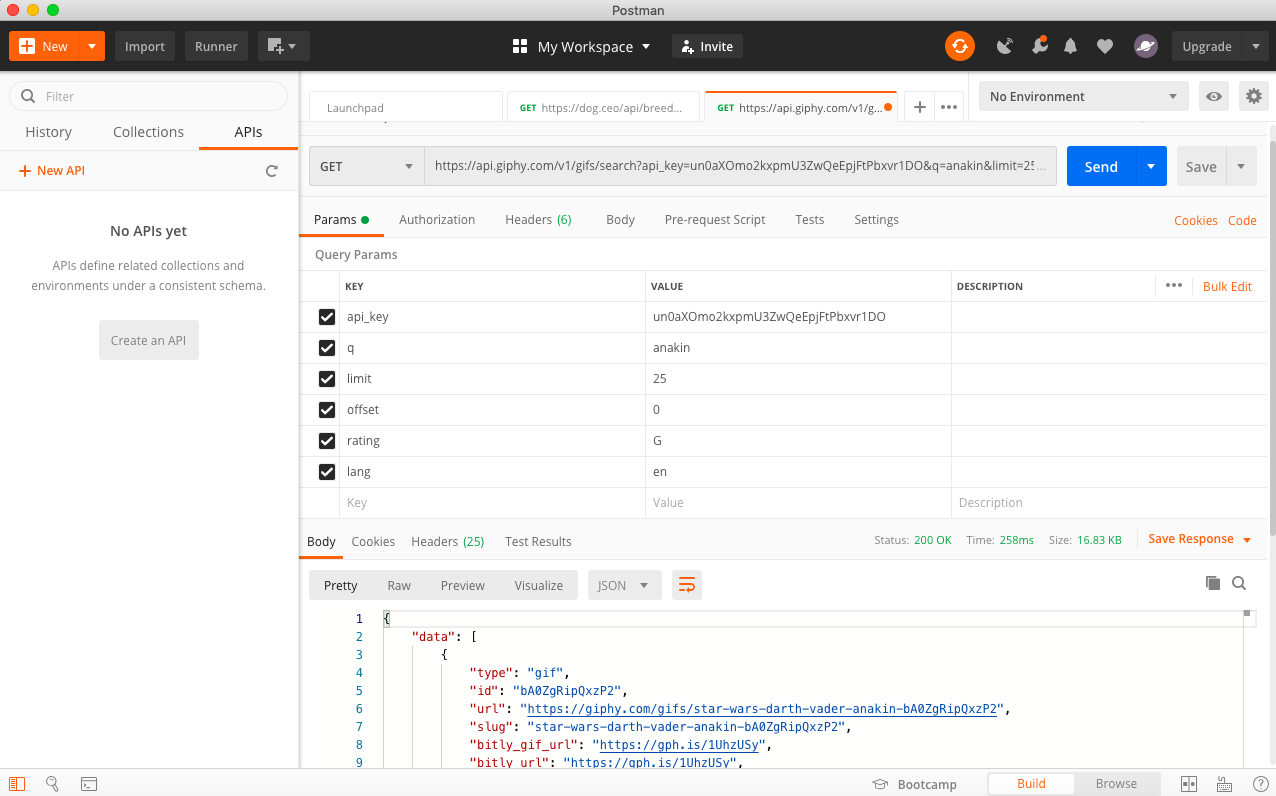 Postman
New
Import
Runner
My Workspace
Invite
Upgrade
Filter
History Collections APIs
New API
No APIs yet
APIs define related collections and
environments under a consistent schema.
Create an API
Launchpad
GET https://dog.ceo/api/breed...
GET https://api.giphy.com/v1/g...
No Environment
GET
https://api.giphy.com/v1/gifs/search?api_key=un0aXOmo2kxpmU3ZwQeEpjFtPbxvr1DO&q=anakin&limit=25...
Send
Save
Params Authorization Headers (6) Body Pre-request Script Tests Settings
Cookies Code
Query Params
KEY VALUE DESCRIPTION
Bulk Edit
api_key un0aXOmo2kxpmU3ZwQeEpjFtPbxvr1DO
q anakin
limit 25
offset 0
rating G
lang en
Key Value Description
Body Cookies Headers (25) Test Results
Status: 200 OK Time: 258ms Size: 16.83 KB
Save Response
Pretty Raw Preview Visualize JSON
1 {
2 "data": [
3 {
4 "type": "gif",
5 "id": "bA0ZgRipQxzP2",
6 "url": "https://giphy.com/gifs/star-wars-darth-vader-anakin-bA0ZgRipQxzP2",
7 "slug": "star-wars-darth-vader-anakin-bA0ZgRipQxzP2",
8 "bitly_gif_url": "https://gph.is/1UhzUSy",
9 "bitly_url": "https://gph.is/1UhzUSy",
Bootcamp
Build
Browse